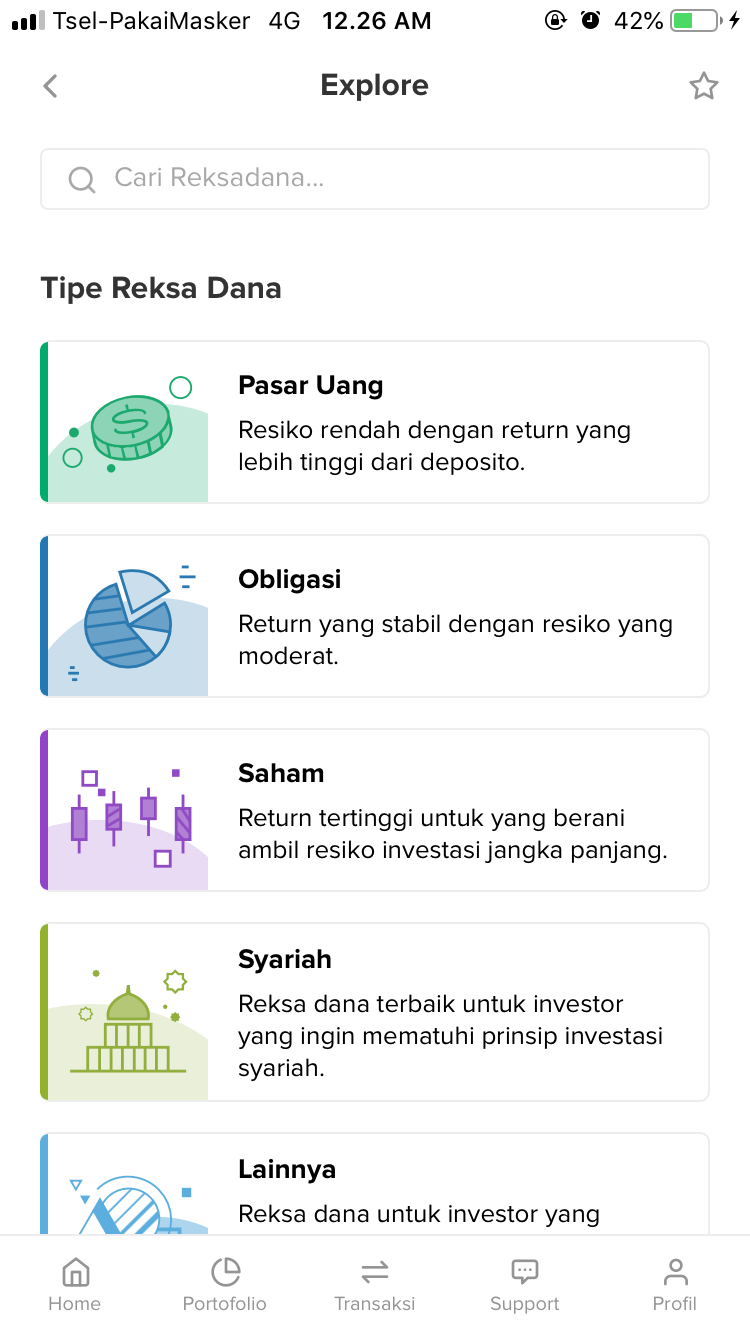 Tsel-PakaiMasker 4G 12.26 AM 42%
Explore
Cari Reksadana...
Tipe Reksa Dana
Pasar Uang
Resiko rendah dengan return yang
lebih tinggi dari deposito.
Obligasi
Return yang stabil dengan resiko yang
moderat.
Saham
Return tertinggi untuk yang berani
ambil resiko investasi jangka panjang.
Syariah
Reksa dana terbaik untuk investor
yang ingin mematuhi prinsip investasi
syariah.
Lainnya
Reksa dana untuk investor yang
Home Portofolio Transaksi Support Profil